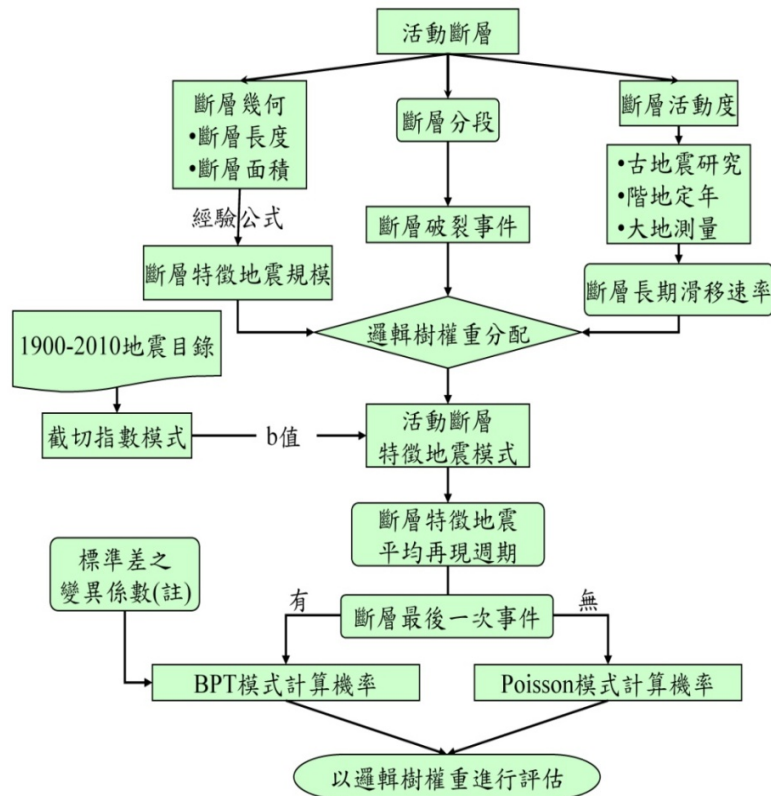 活動斷層
斷層幾何
•斷層長度
•斷層面積
斷層分段
斷層活動度
•古地震研究
•階地定年
•大地測量
經驗公式
斷層破裂事件
斷層特徵地震規模
斷層長期滑移速率
邏輯樹權重分配
1900-2010地震目錄
截切指數模式
b值
活動斷層
特徵地震模式
斷層特徵地震
平均再現週期
標準差之
變異係數(註)
有
斷層最後一次事件
無
BPT模式計算機率
Poisson模式計算機率
以邏輯樹權重進行評估